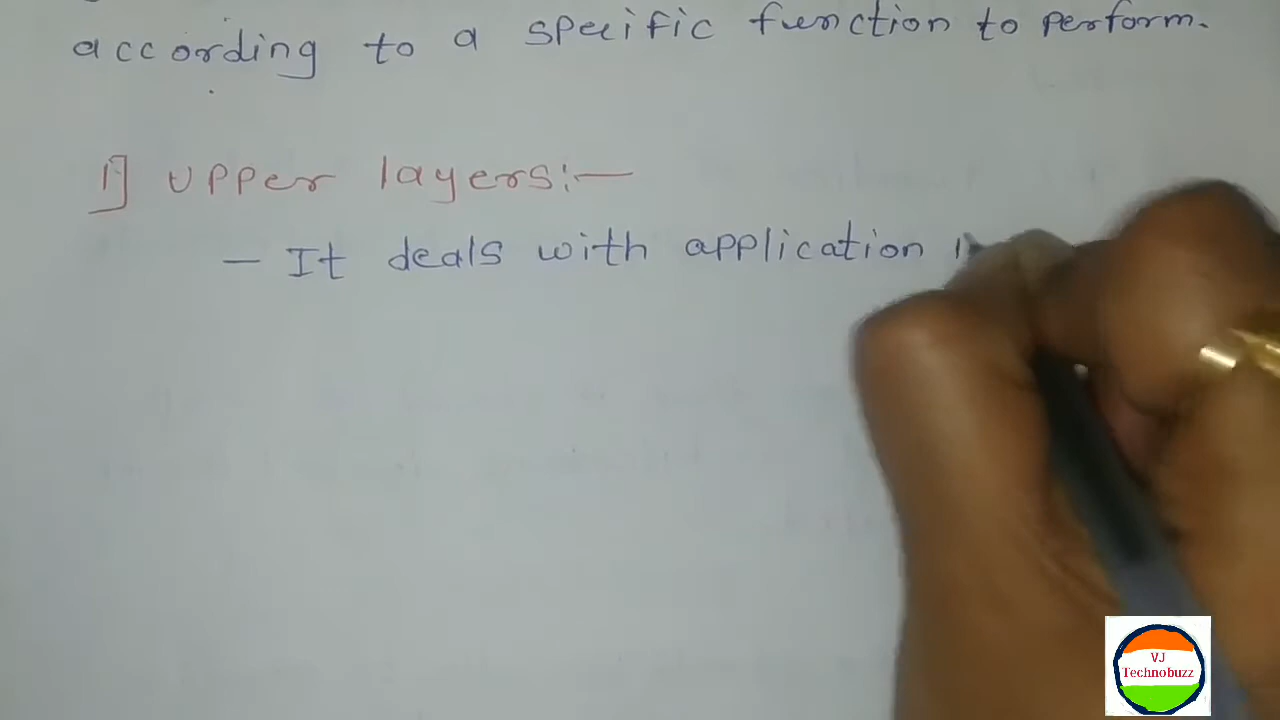 according to a specific function to perform.
1] Upper layers:-
- It deals with application
VJ
Technobuzz